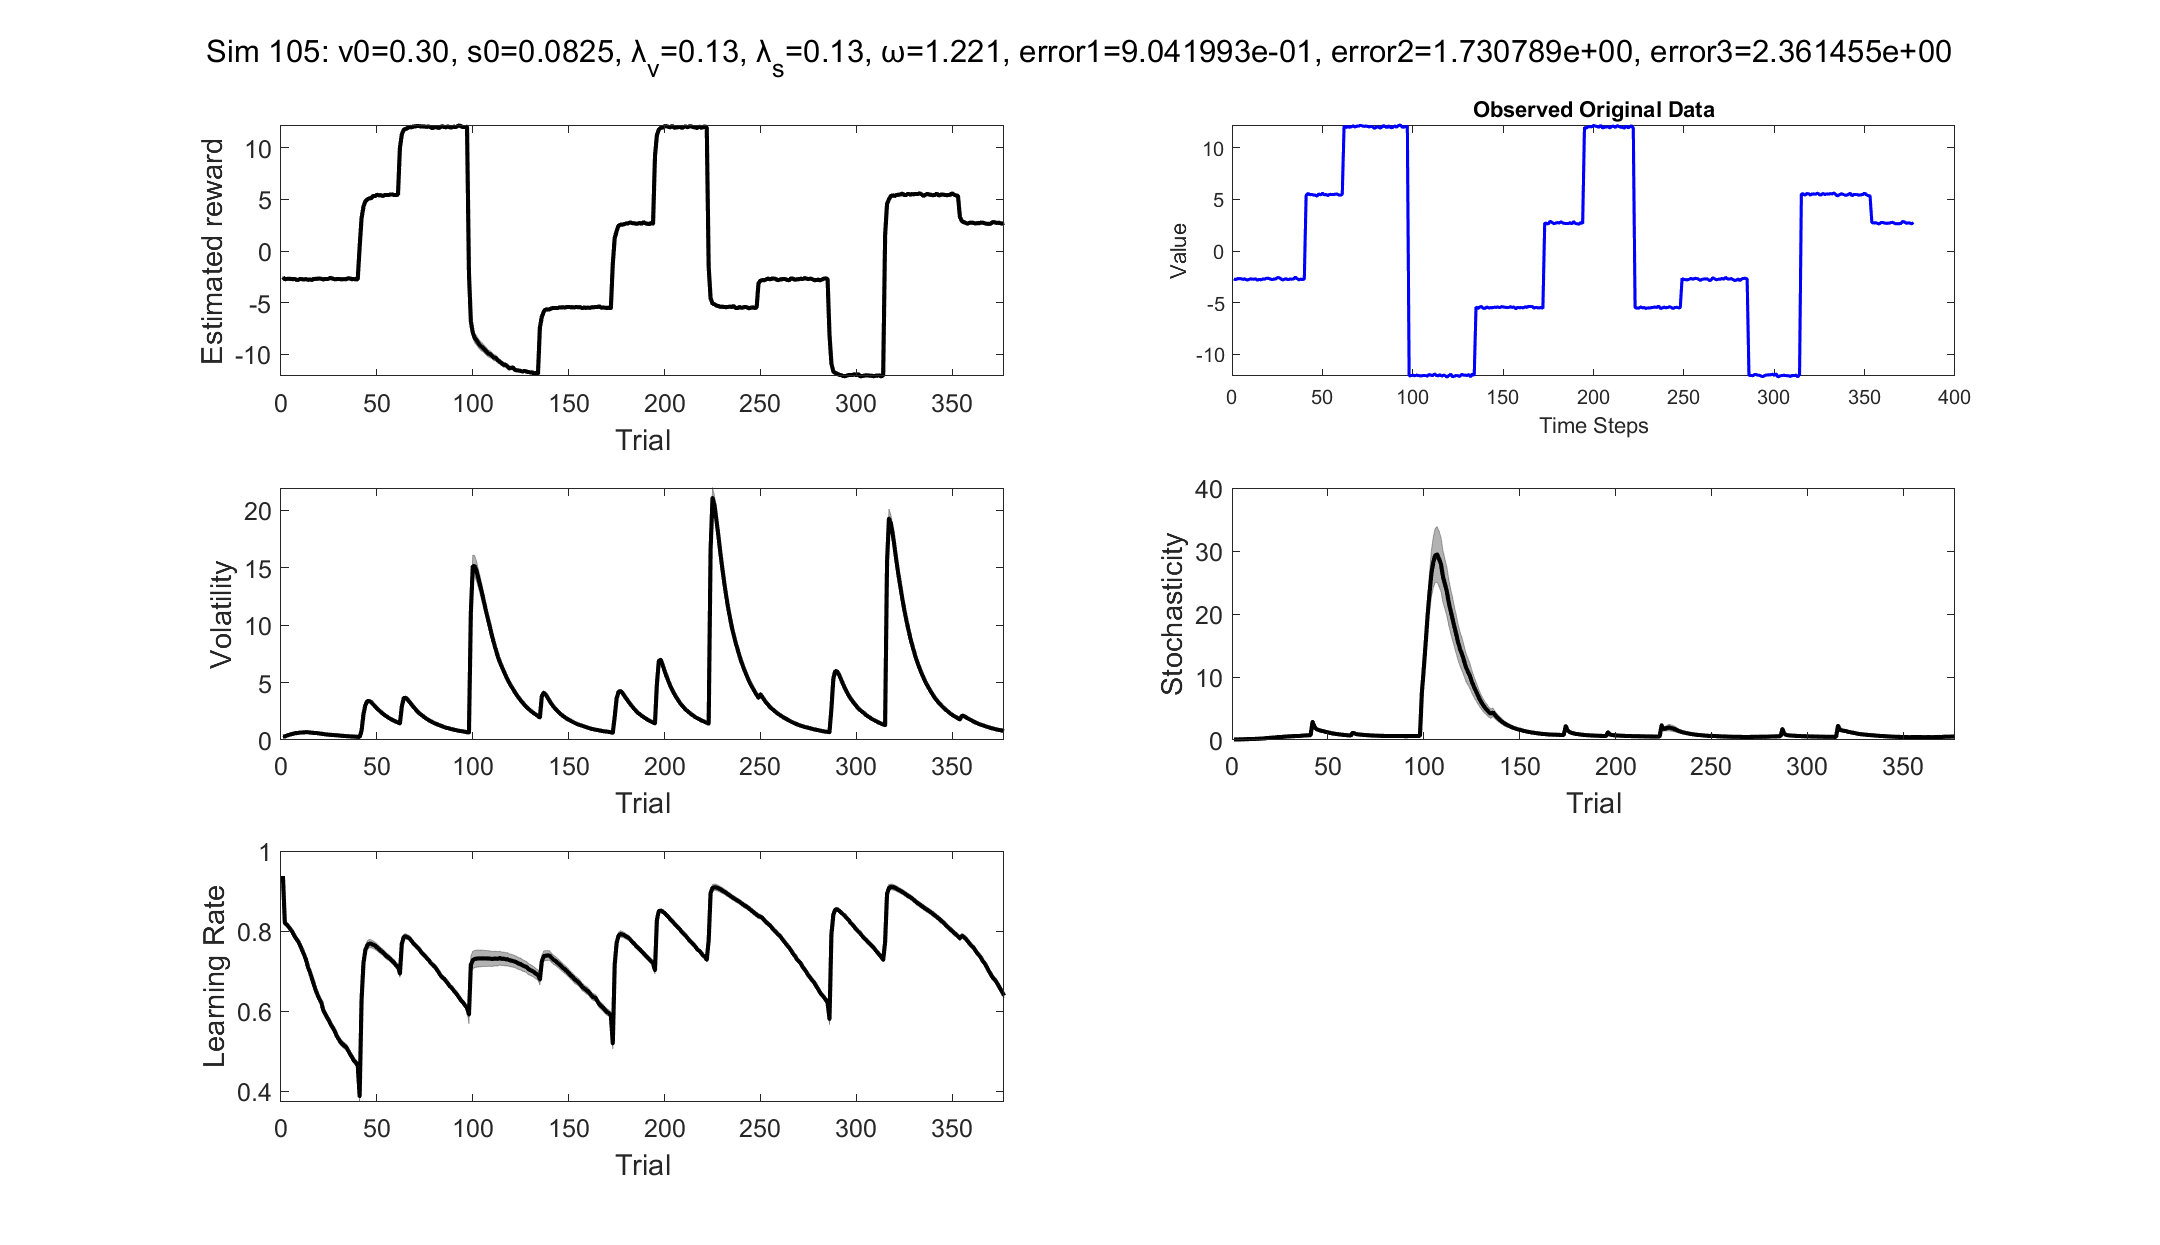 Sim 105: v0=0.30, s0=0.0825, λv=0.13, λs=0.13, ω=1.221, error1=9.041993e-01, error2=1.730789e+00, error3=2.361455e+00
Estimated reward
10
5
0
-5
-10
0 50 100 150 200 250 300 350
Trial
Observed Original Data
Value
10
5
0
-5
-10
0 50 100 150 200 250 300 350 400
Time Steps
Volatility
20
15
10
5
0
0 50 100 150 200 250 300 350
Trial
Stochasticity
40
30
20
10
0
0 50 100 150 200 250 300 350
Trial
Learning Rate
1
0.8
0.6
0.4
0 50 100 150 200 250 300 350
Trial